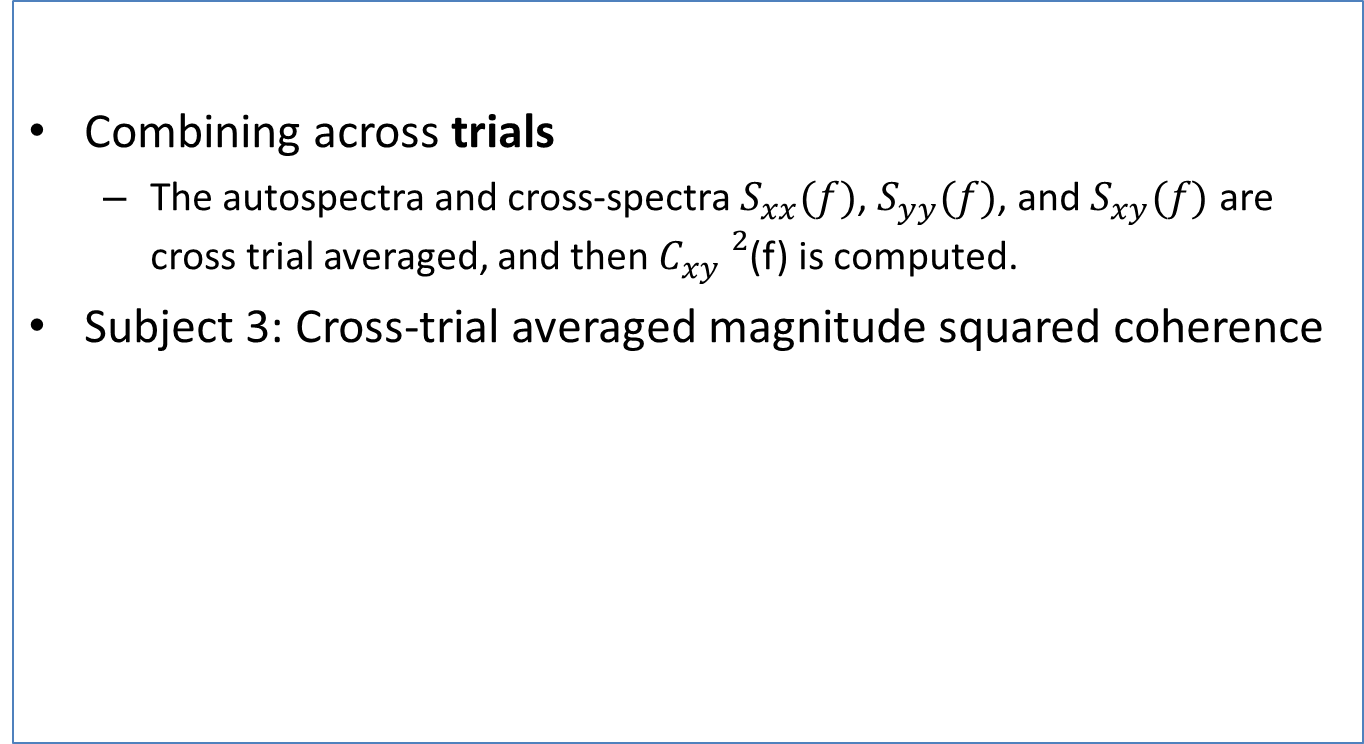 • Combining across trials
– The autospectra and cross-spectra 𝑆𝑥𝑥(𝑓), 𝑆𝑦𝑦(𝑓), and 𝑆𝑥𝑦(𝑓) are
cross trial averaged, and then 𝐶𝑥𝑦 ²(f) is computed.
• Subject 3: Cross-trial averaged magnitude squared coherence